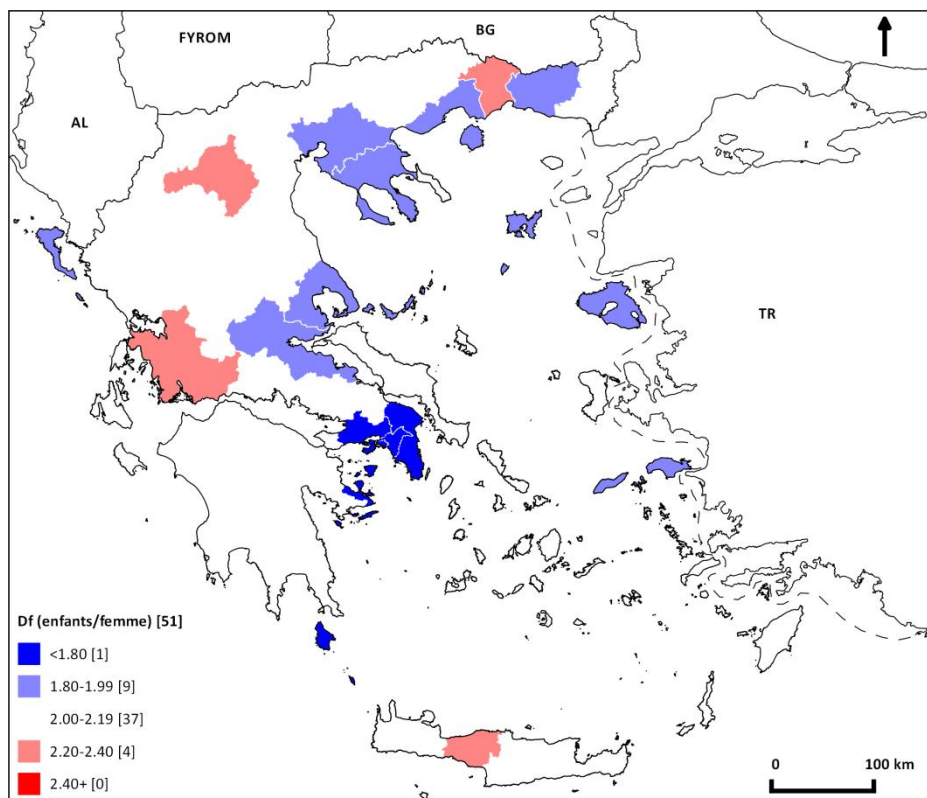 FYROM
BG
AL
TR
Df (enfants/femme) [51]
<1.80 [1]
1.80-1.99 [9]
2.00-2.19 [37]
2.20-2.40 [4]
2.40+ [0]
0 100 km